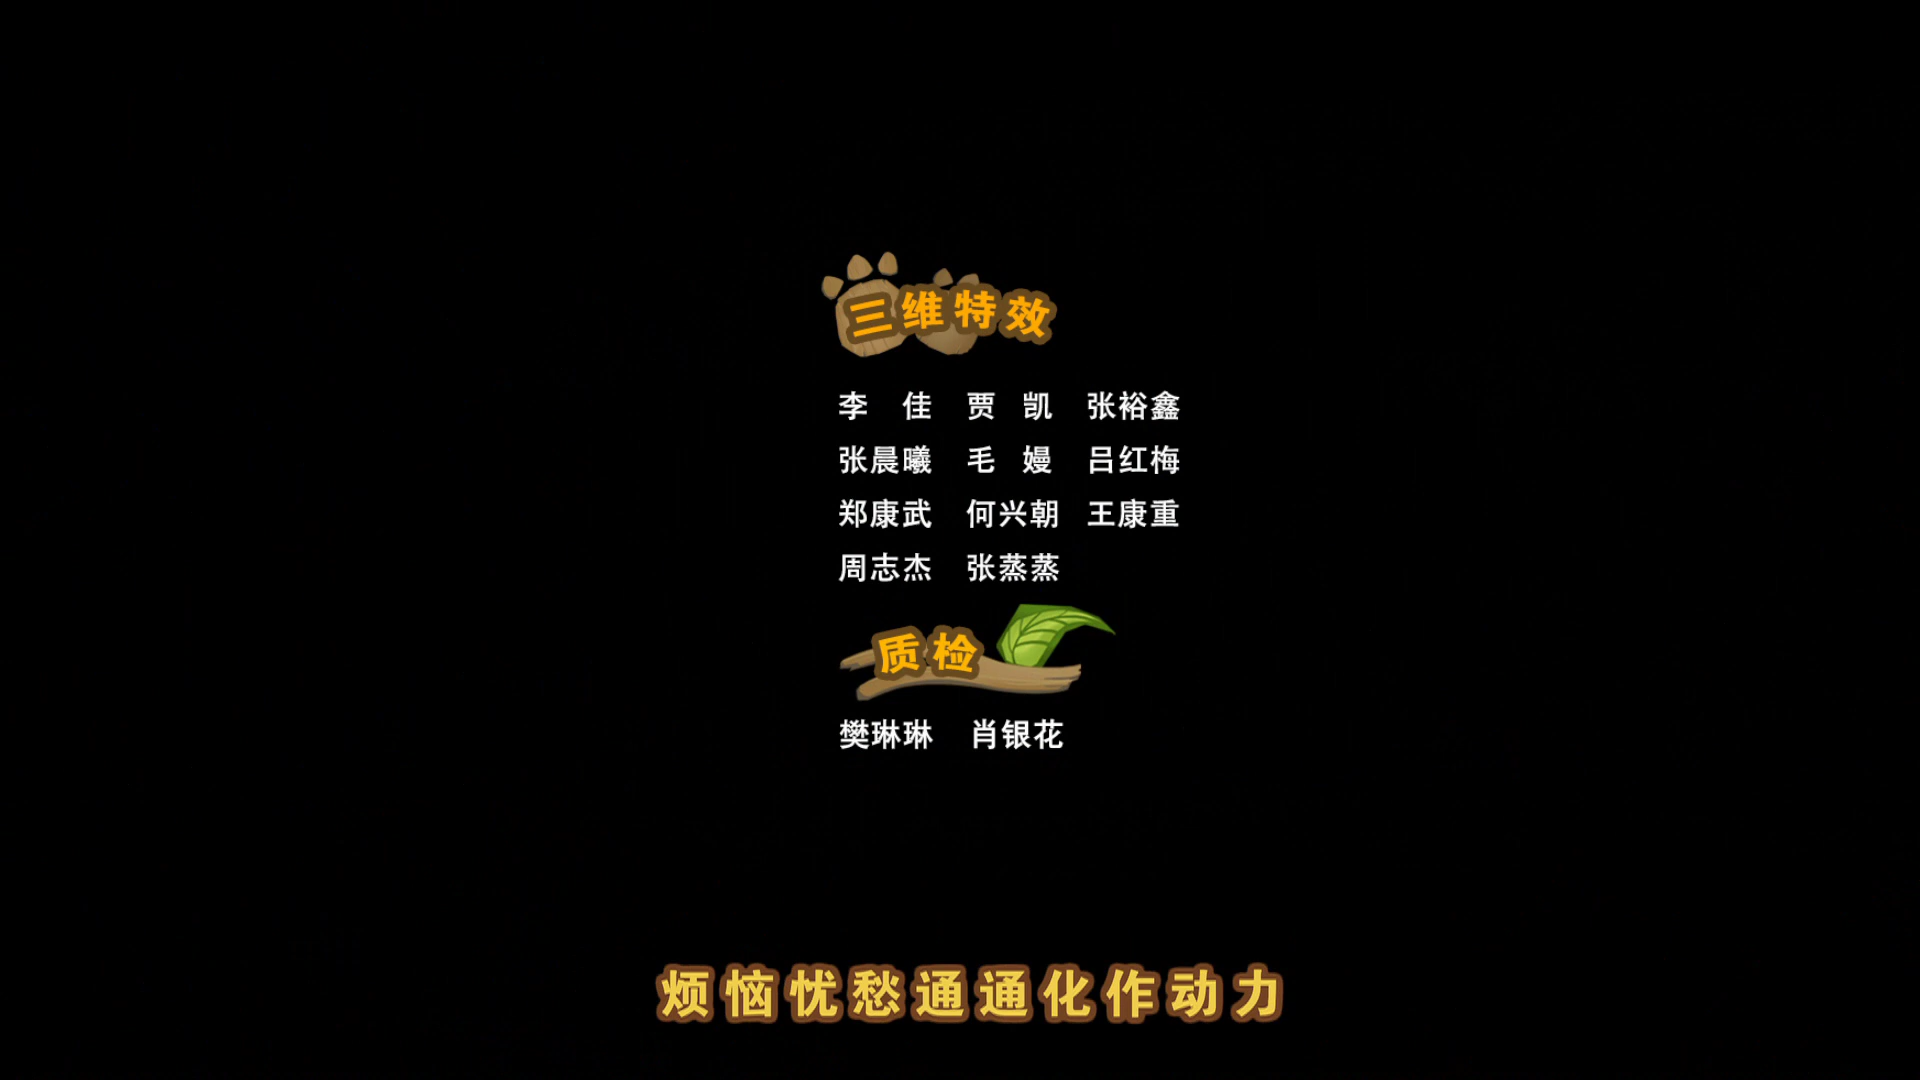 三维特效
李 佳 贾 凯 张裕鑫
张晨曦 毛 嫚 吕红梅
郑康武 何兴朝 王康重
周志杰 张蒸蒸
质检
樊琳琳 肖银花
烦恼忧愁通通化作动力